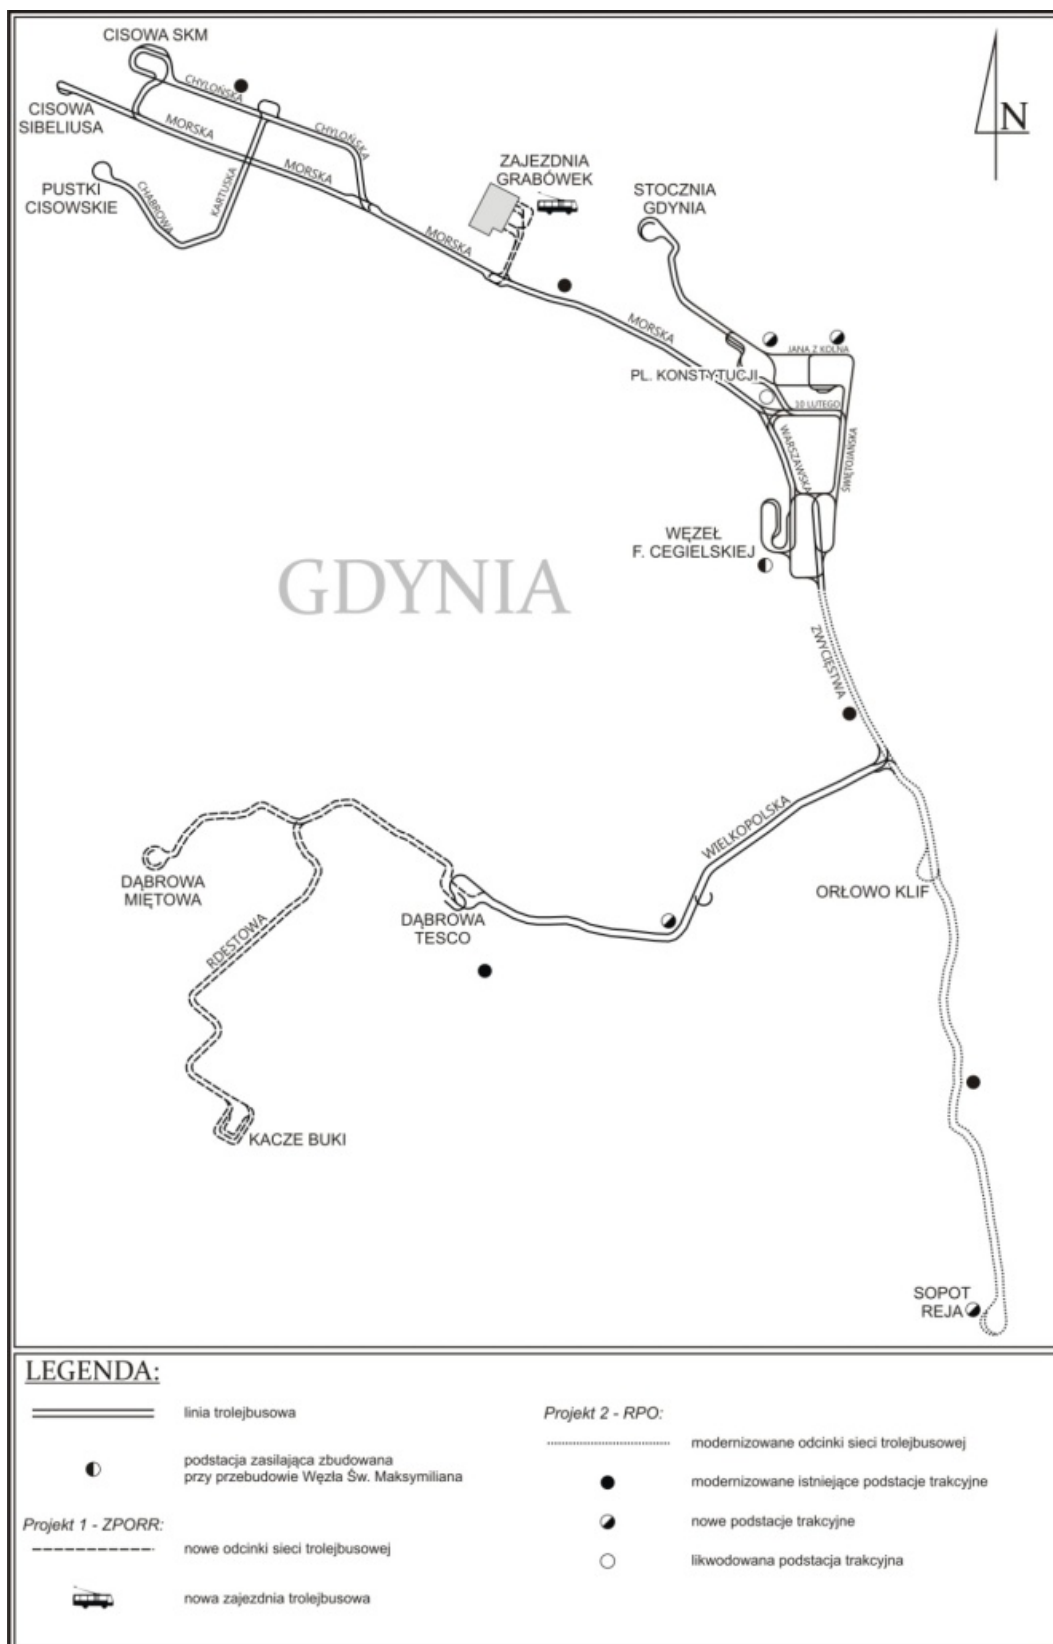 CISOWA SKM
CHYLOŃSKA
CISOWA
SIBELIUSA
MORSKA
CHYLOŃSKA
MORSKA
PUSTKI
CISOWSKIE
CHABROWA
KARTUSKA
ZAJEZDNIA
GRABÓWEK
STOCZNIA
GDYNIA
N
MORSKA
MORSKA
JANA Z KOLNA
PL. KONSTYTUCJI
10 LUTEGO
WARSZAWSKA
ŚWIĘTOJAŃSKA
WĘZEŁ
F. CEGIELSKIEJ
GDYNIA
ZWYCIĘSTWA
WIELKOPOLSKA
DĄBROWA
MIĘTOWA
ORŁOWO KLIF
DĄBROWA
TESCO
RDESTOWA
KACZE BUKI
SOPOT
REJA
LEGENDA:
linia trolejbusowa
podstacja zasilająca zbudowana
przy przebudowie Węzła Św. Maksymiliana
Projekt 1 - ZPORR:
nowe odcinki sieci trolejbusowej
nowa zajezdnia trolejbusowa
Projekt 2 - RPO:
modernizowane odcinki sieci trolejbusowej
modernizowane istniejące podstacje trakcyjne
nowe podstacje trakcyjne
likwodowana podstacja trakcyjna